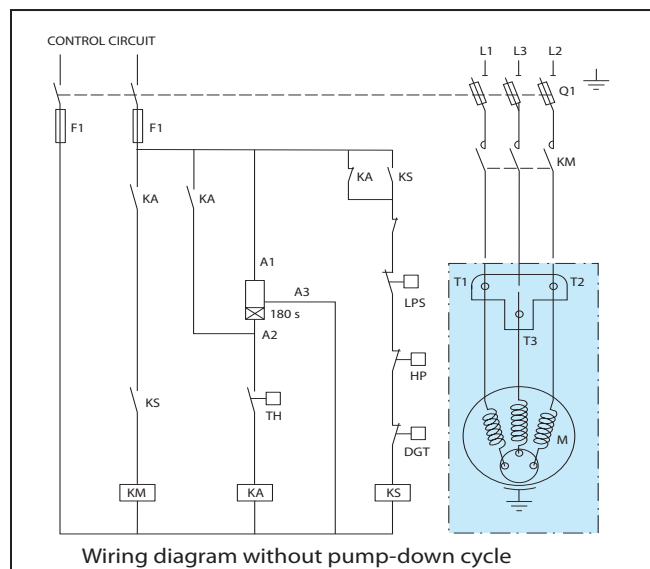 CONTROL CIRCUIT
L1 L3 L2
Q1
F1 F1
KM
KA KS
KA KA
A1
T1 T2
A3
LPS
180 s
A2
T3
HP
KS
TH
M
DGT
KM KA KS
Wiring diagram without pump-down cycle